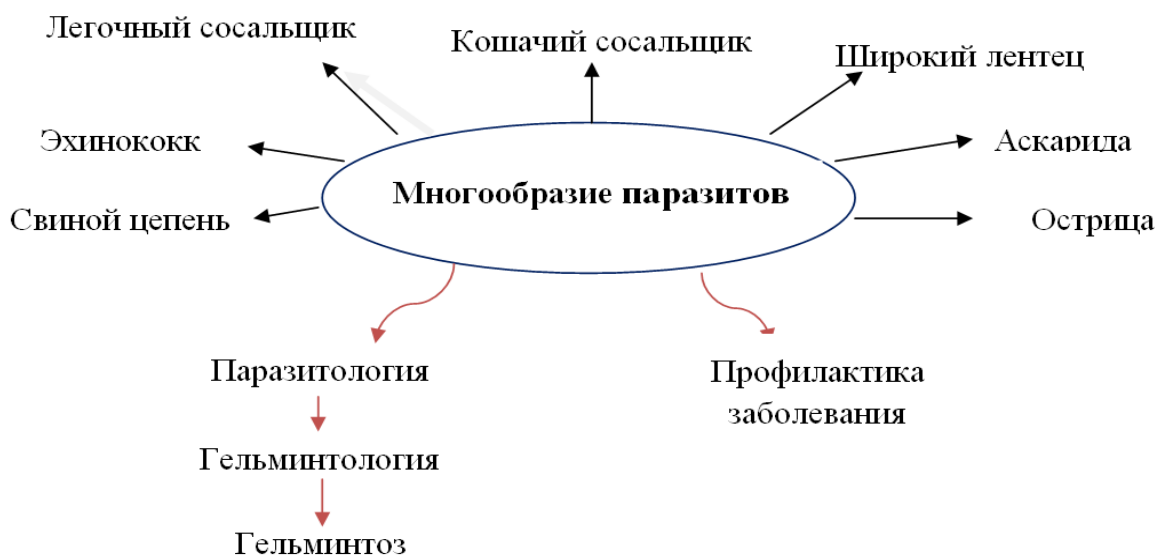 Легочный сосальщик
Кошачий сосальщик
Широкий лентец
Эхинококк
Аскарида
Многообразие паразитов
Свиной цепень
Острица
Паразитология
Профилактика
заболевания
Гельминтология
Гельминтоз